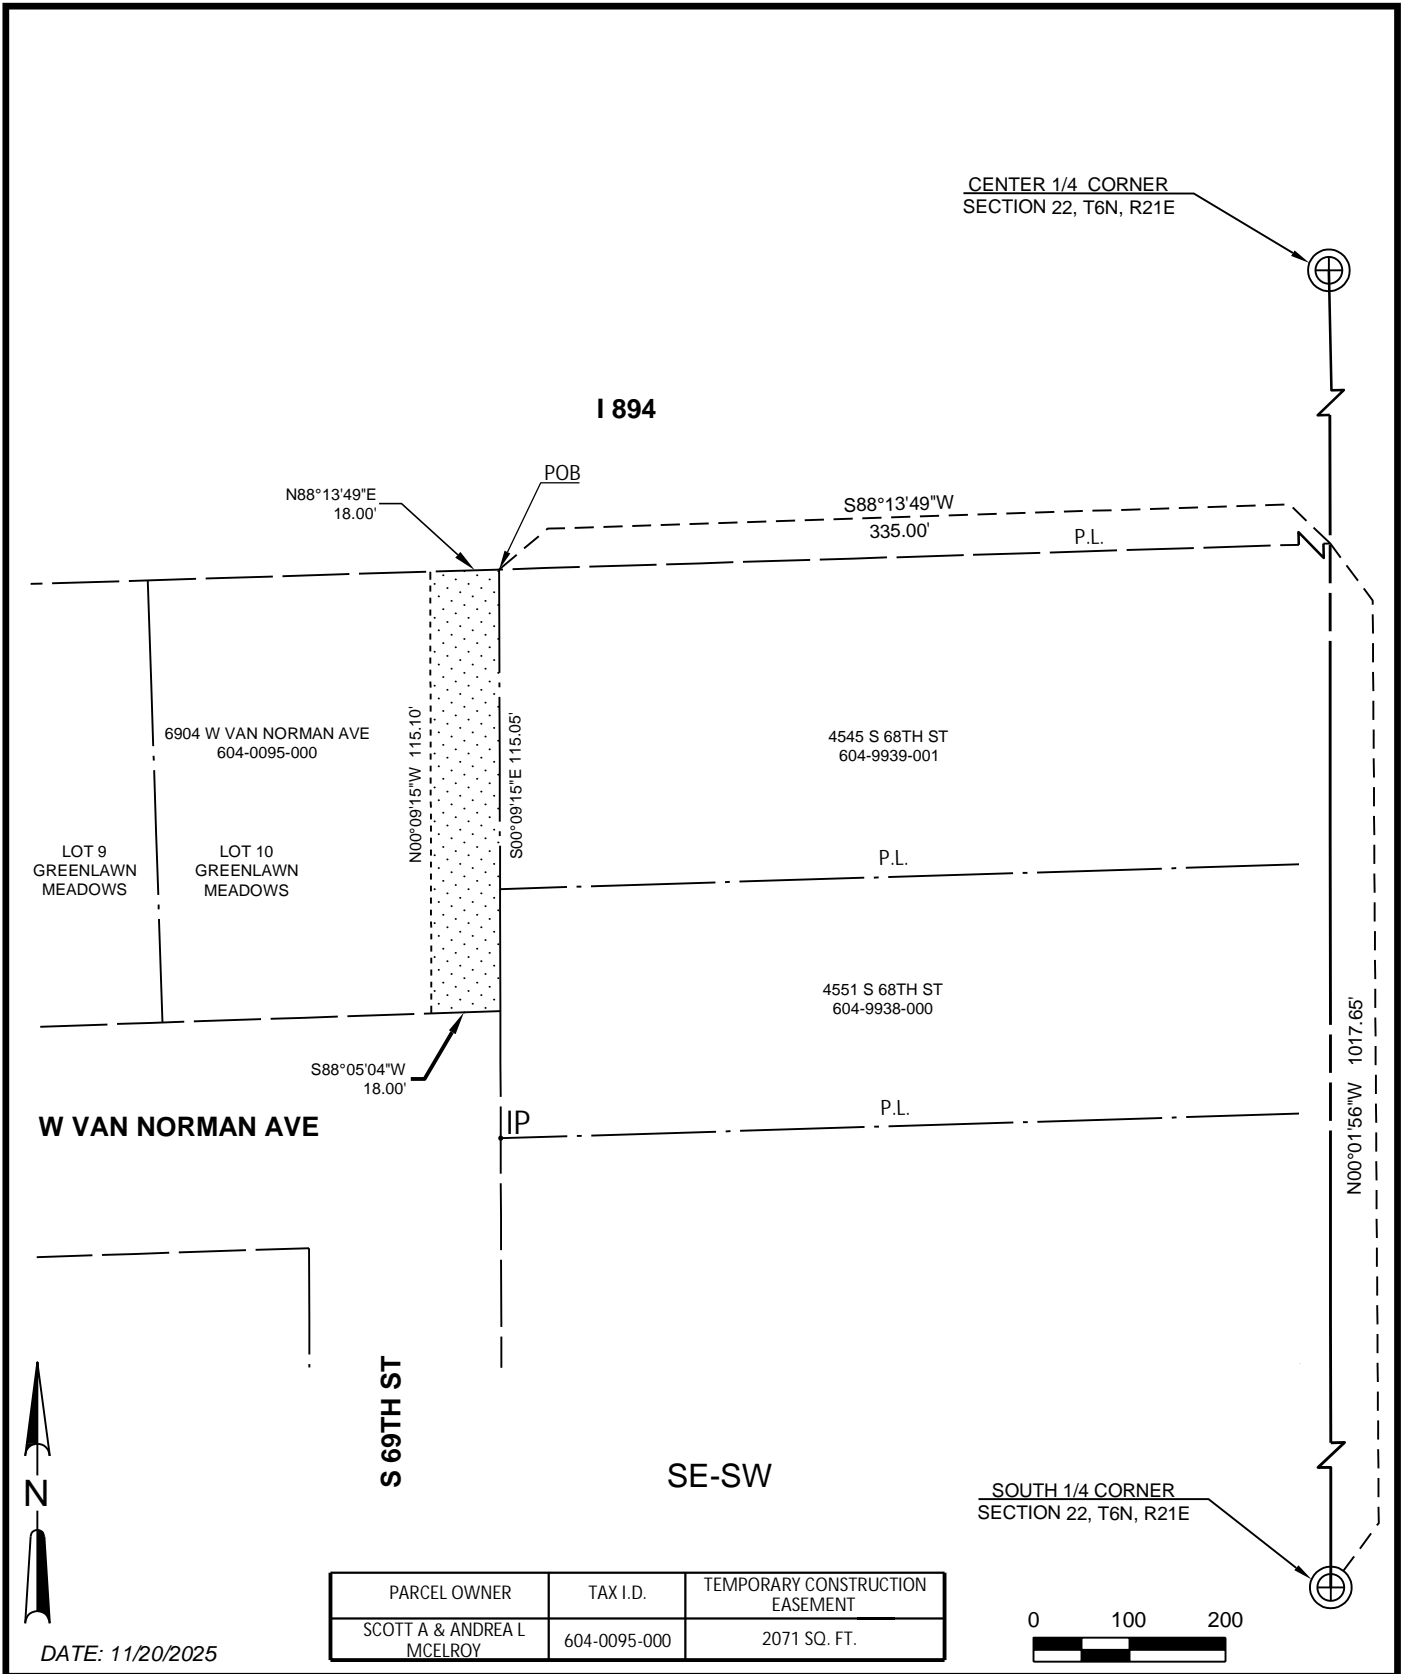 CENTER 1/4 CORNER
SECTION 22, T6N, R21E
I 894
POB
N88°13'49"E
18.00'
S88°13'49"W
335.00'
P.L.
6904 W VAN NORMAN AVE
604-0095-000
N00°09'15"W 115.10'
S00°09'15"E 115.05'
4545 S 68TH ST
604-9939-001
LOT 9
GREENLAWN
MEADOWS
LOT 10
GREENLAWN
MEADOWS
P.L.
4551 S 68TH ST
604-9938-000
N00°01'56"W 1017.65'
S88°05'04"W
18.00'
W VAN NORMAN AVE
IP
P.L.
S 69TH ST
SE-SW
N
SOUTH 1/4 CORNER
SECTION 22, T6N, R21E
PARCEL OWNER
TAX I.D.
TEMPORARY CONSTRUCTION
EASEMENT
SCOTT A & ANDREA L
MCELROY
604-0095-000
2071 SQ. FT.
0 100 200
DATE: 11/20/2025